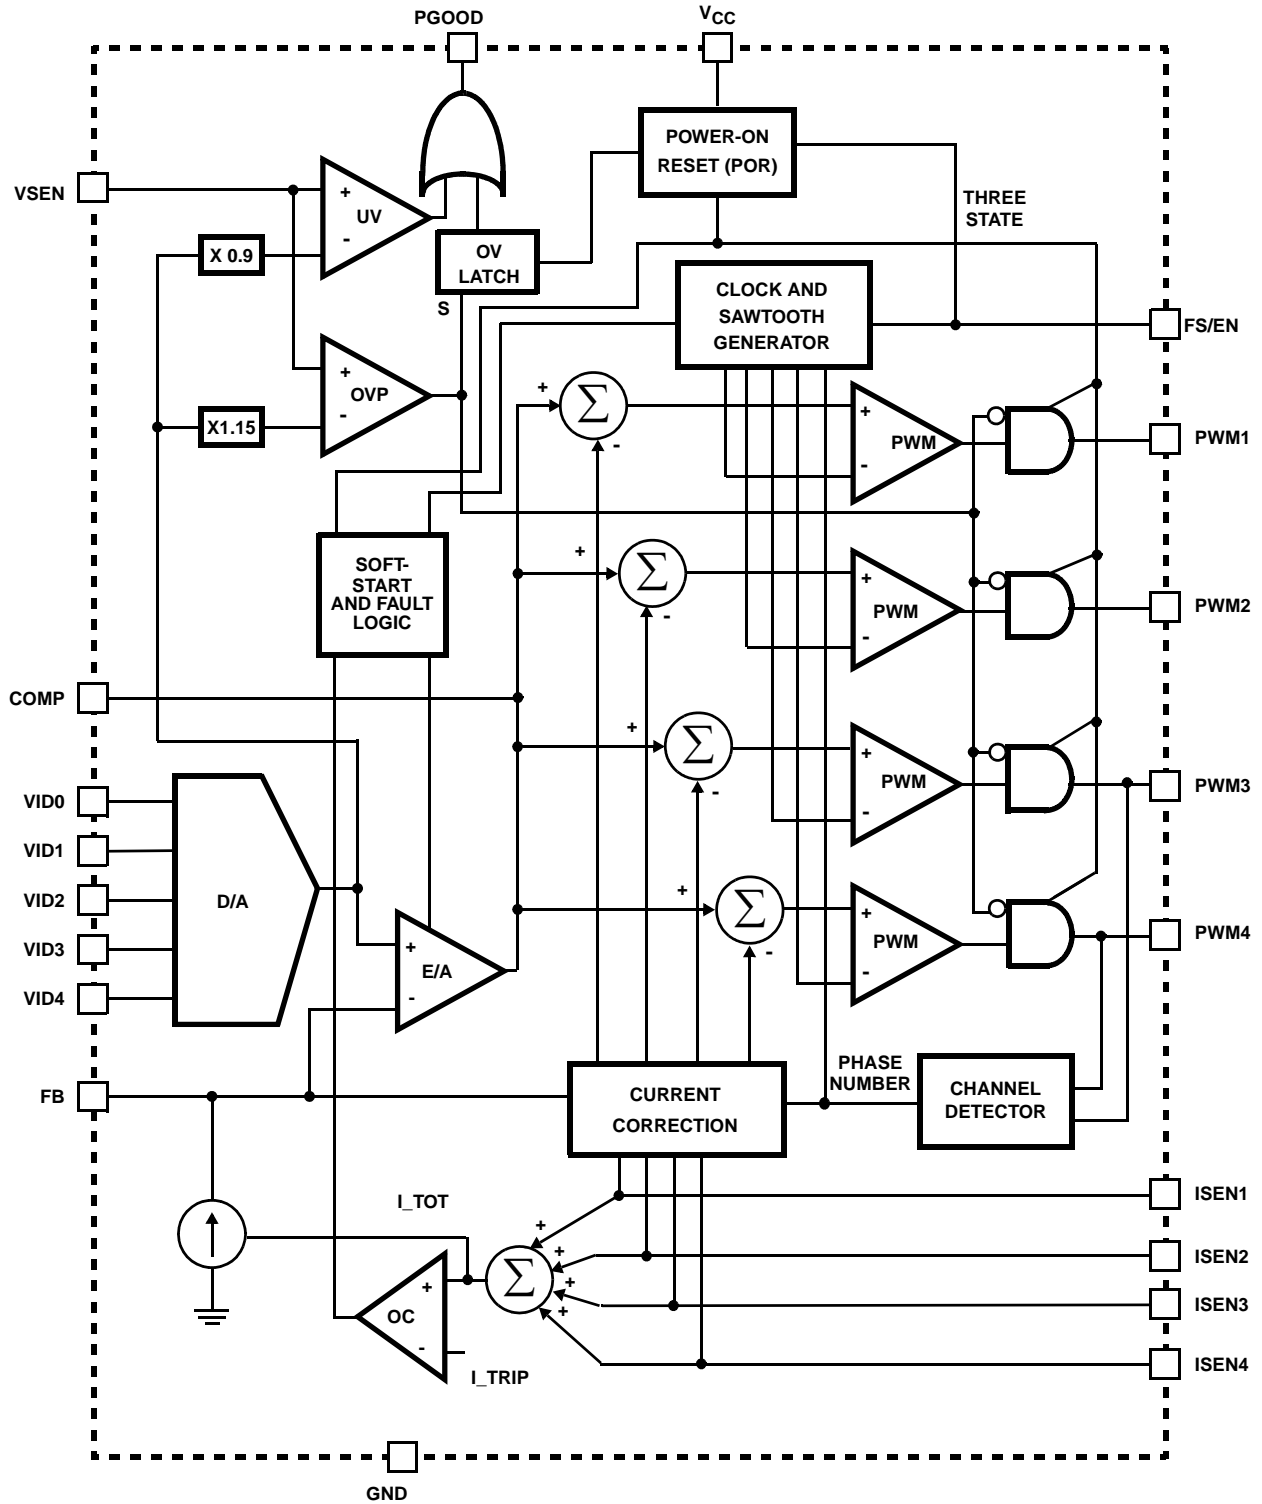 PGOOD
VCC
POWER-ON
RESET (POR)
VSEN
+
UV
-
THREE
STATE
X 0.9
OV
LATCH
S
CLOCK AND
SAWTOOTH
GENERATOR
FS/EN
+
OVP
-
X1.15
+
Σ
-
+
PWM
-
PWM1
SOFT-
START
AND FAULT
LOGIC
+
Σ
-
+
PWM
-
PWM2
COMP
+
Σ
-
+
PWM
-
PWM3
VID0
VID1
VID2
VID3
VID4
D/A
+
E/A
-
+
Σ
-
+
PWM
-
PWM4
FB
CURRENT
CORRECTION
PHASE
NUMBER
CHANNEL
DETECTOR
I_TOT
+
+
+
+
Σ
ISEN1
ISEN2
ISEN3
ISEN4
+
OC
-
I_TRIP
GND